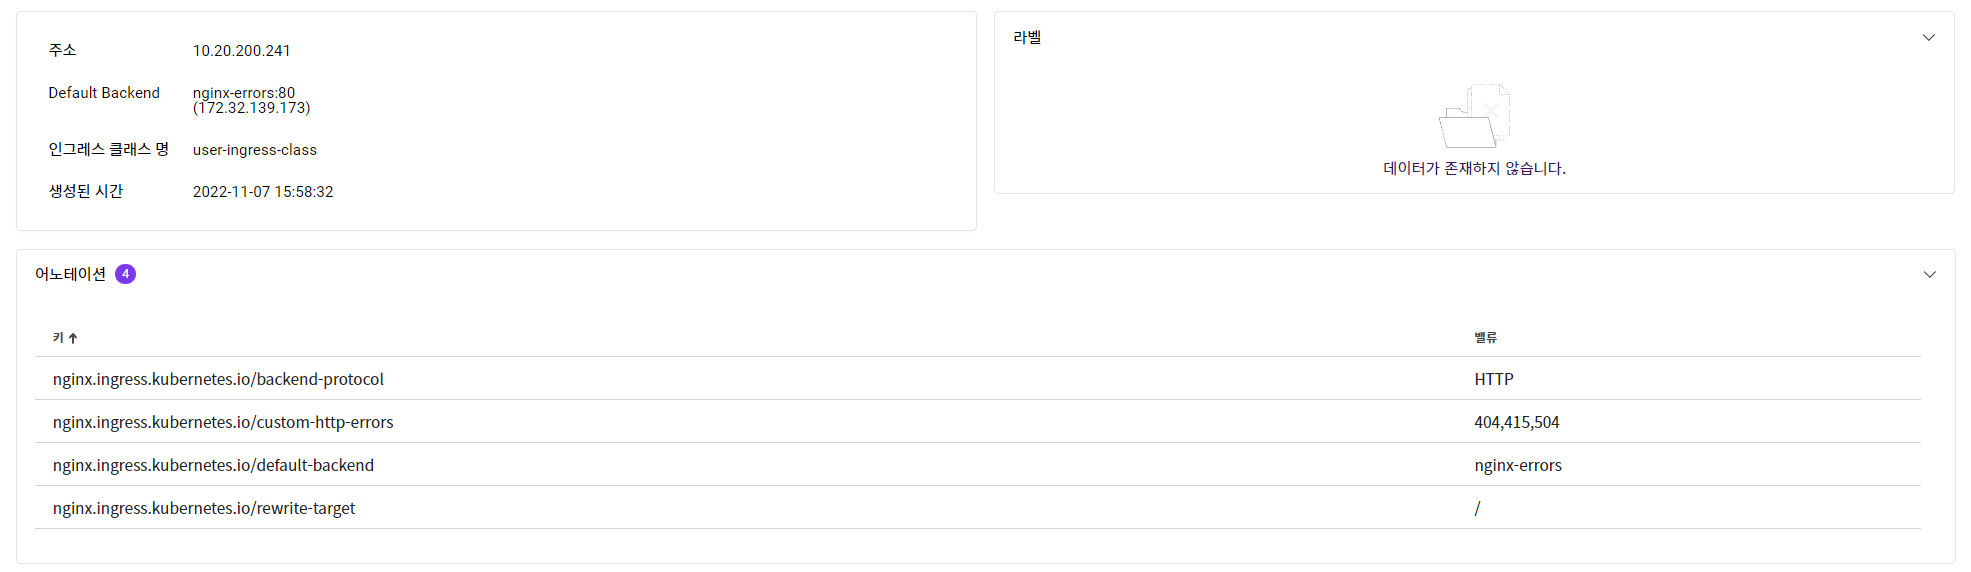 주소 10.20.200.241
Default Backend nginx-errors:80
(172.32.139.173)
인그레스 클래스 명 user-ingress-class
생성된 시간 2022-11-07 15:58:32
라벨
데이터가 존재하지 않습니다.
어노테이션 4
키 밸류
nginx.ingress.kubernetes.io/backend-protocol HTTP
nginx.ingress.kubernetes.io/custom-http-errors 404,415,504
nginx.ingress.kubernetes.io/default-backend nginx-errors
nginx.ingress.kubernetes.io/rewrite-target /